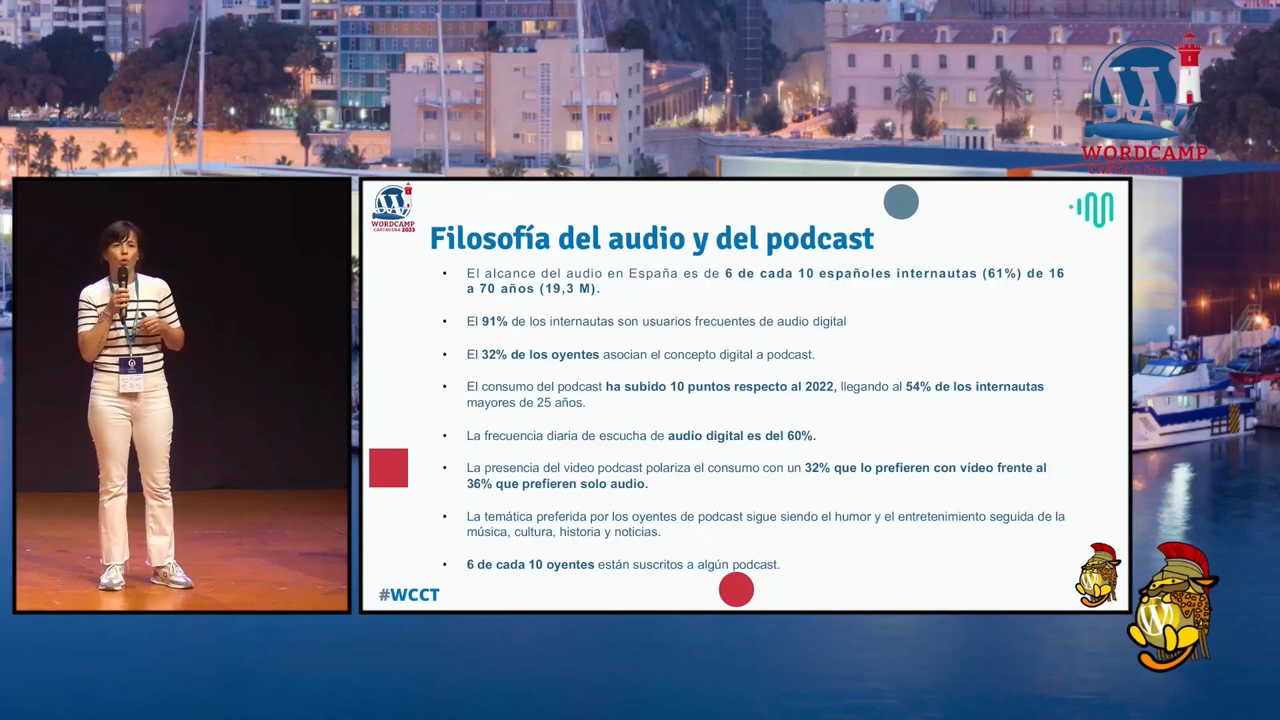 WORDCAMP
CARTAGENA
WORDCAMP
CARTAGENA 2023
Filosofía del audio y del podcast
• El alcance del audio en España es de 6 de cada 10 españoles internautas (61%) de 16
a 70 años (19,3 M).
• El 91% de los internautas son usuarios frecuentes de audio digital
• El 32% de los oyentes asocian el concepto digital a podcast.
• El consumo del podcast ha subido 10 puntos respecto al 2022, llegando al 54% de los internautas
mayores de 25 años.
• La frecuencia diaria de escucha de audio digital es del 60%.
• La presencia del video podcast polariza el consumo con un 32% que lo prefieren con vídeo frente al
36% que prefieren solo audio.
• La temática preferida por los oyentes de podcast sigue siendo el humor y el entretenimiento seguida de la
música, cultura, historia y noticias.
• 6 de cada 10 oyentes están suscritos a algún podcast.
#WCCT